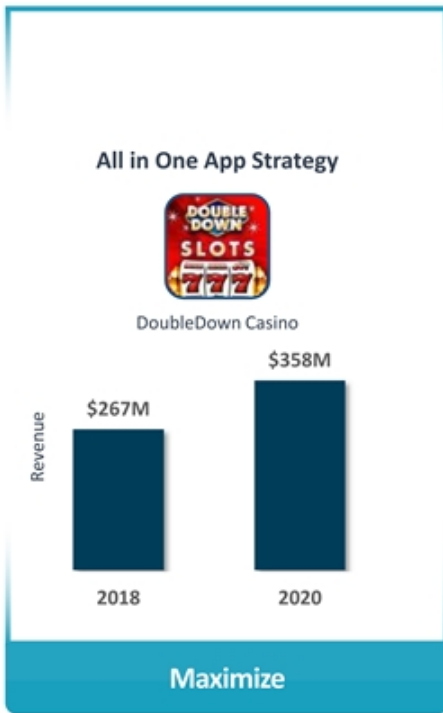 All in One App Strategy
DOUBLE
DOWN
SLOTS
777
DoubleDown Casino
$358M
$267M
Revenue
2018
2020
Maximize